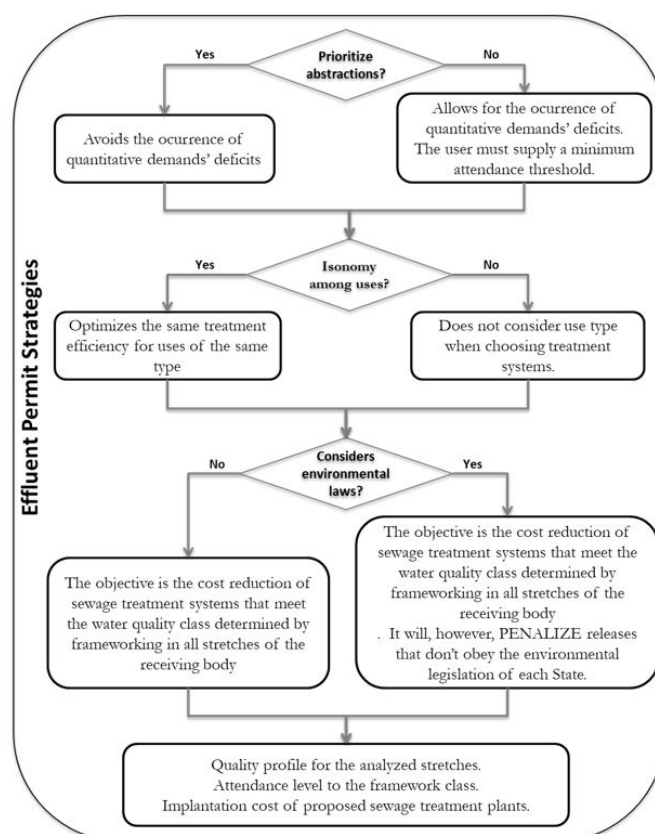 Effluent Permit Strategies
Prioritize
abstractions?
Yes
No
Avoids the ocurrence of
quantitative demands' deficits
Allows for the ocurrence of
quantitative demands' deficits.
The user must supply a minimum
attendance threshold.
Isonomy
among uses?
Yes
No
Optimizes the same treatment
efficiency for uses of the same
type
Does not consider use type
when choosing treatment
systems.
Considers
environmental
laws?
No
Yes
The objective is the cost reduction of
sewage treatment systems that meet
the water quality class determined by
frameworking in all stretches of the
receiving body
The objective is the cost reduction of
sewage treatment systems that meet the
water quality class determined by
frameworking in all stretches of the
receiving body
. It will, however, PENALIZE releases
that don't obey the environmental
legislation of each State.
Quality profile for the analyzed stretches.
Attendance level to the framework class.
Implantation cost of proposed sewage treatment plants.